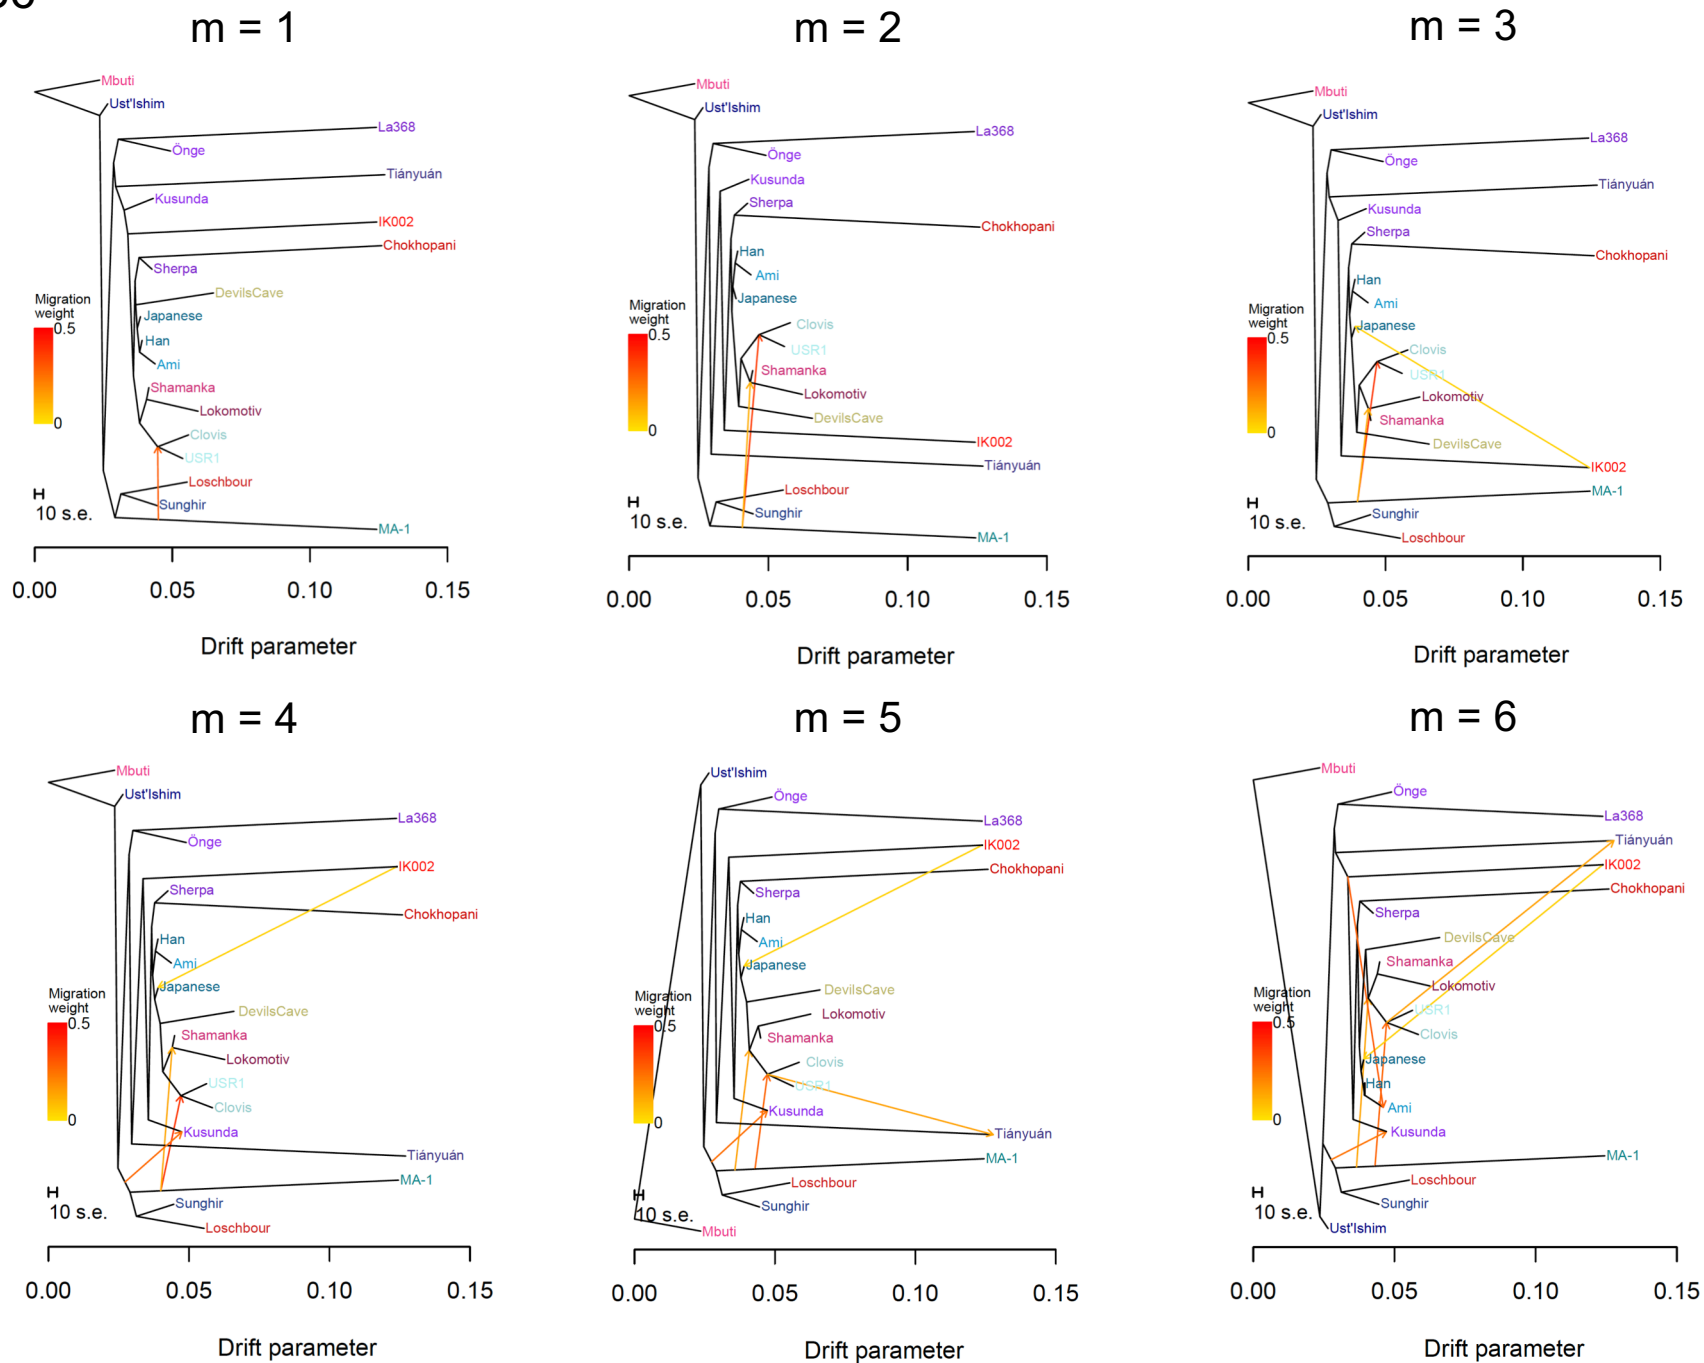 m = 1
Mbuti
Ust'Ishim
La368
Önge
Tiányuán
Kusunda
IK002
Chokhopani
Sherpa
DevilsCave
Migration
weight
0.5
0
Japanese
Han
Ami
Shamanka
Lokomotiv
Clovis
USR1
Loschbour
Sunghir
MA-1
10 s.e.
0.00 0.05 0.10 0.15
Drift parameter
m = 2
Mbuti
Ust'Ishim
La368
Önge
Kusunda
Sherpa
Chokhopani
Han
Ami
Japanese
Migration
weight
0.5
0
Clovis
USR1
Shamanka
Lokomotiv
DevilsCave
IK002
Tiányuán
Loschbour
Sunghir
MA-1
10 s.e.
0.00 0.05 0.10 0.15
Drift parameter
m = 3
Mbuti
Ust'Ishim
La368
Önge
Tiányuán
Kusunda
Sherpa
Chokhopani
Han
Ami
Japanese
Migration
weight
0.5
0
Clovis
USR1
Lokomotiv
Shamanka
DevilsCave
IK002
MA-1
Sunghir
Loschbour
10 s.e.
0.00 0.05 0.10 0.15
Drift parameter
m = 4
Mbuti
Ust'Ishim
La368
Önge
IK002
Sherpa
Chokhopani
Han
Ami
Japanese
Migration
weight
0.5
0
DevilsCave
Shamanka
Lokomotiv
USR1
Clovis
Kusunda
Tiányuán
MA-1
Sunghir
Loschbour
10 s.e.
0.00 0.05 0.10 0.15
Drift parameter
m = 5
Ust'Ishim
Önge
La368
IK002
Chokhopani
Sherpa
Han
Ami
Japanese
Migration
weight
0.5
0
DevilsCave
Lokomotiv
Shamanka
Clovis
USR1
Kusunda
Tiányuán
MA-1
Loschbour
Sunghir
10 s.e.
Mbuti
0.00 0.05 0.10 0.15
Drift parameter
m = 6
Mbuti
Önge
La368
Tiányuán
IK002
Chokhopani
Sherpa
DevilsCave
Shamanka
Lokomotiv
Migration
weight
0.5
0
USR1
Clovis
Japanese
Han
Ami
Kusunda
MA-1
Loschbour
Sunghir
10 s.e.
Ust'Ishim
0.00 0.05 0.10 0.15
Drift parameter